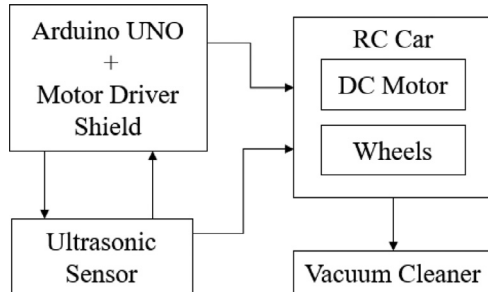 Arduino UNO
+
Motor Driver
Shield
RC Car
DC Motor
Wheels
Ultrasonic
Sensor
Vacuum Cleaner